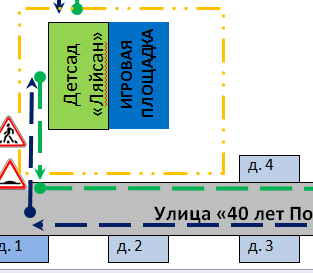 Детсад
«Ляйсан»
ИГРОВАЯ
ПЛОЩАДКА
д. 4
Улица «40 лет По
д. 1
д. 2
д. 3